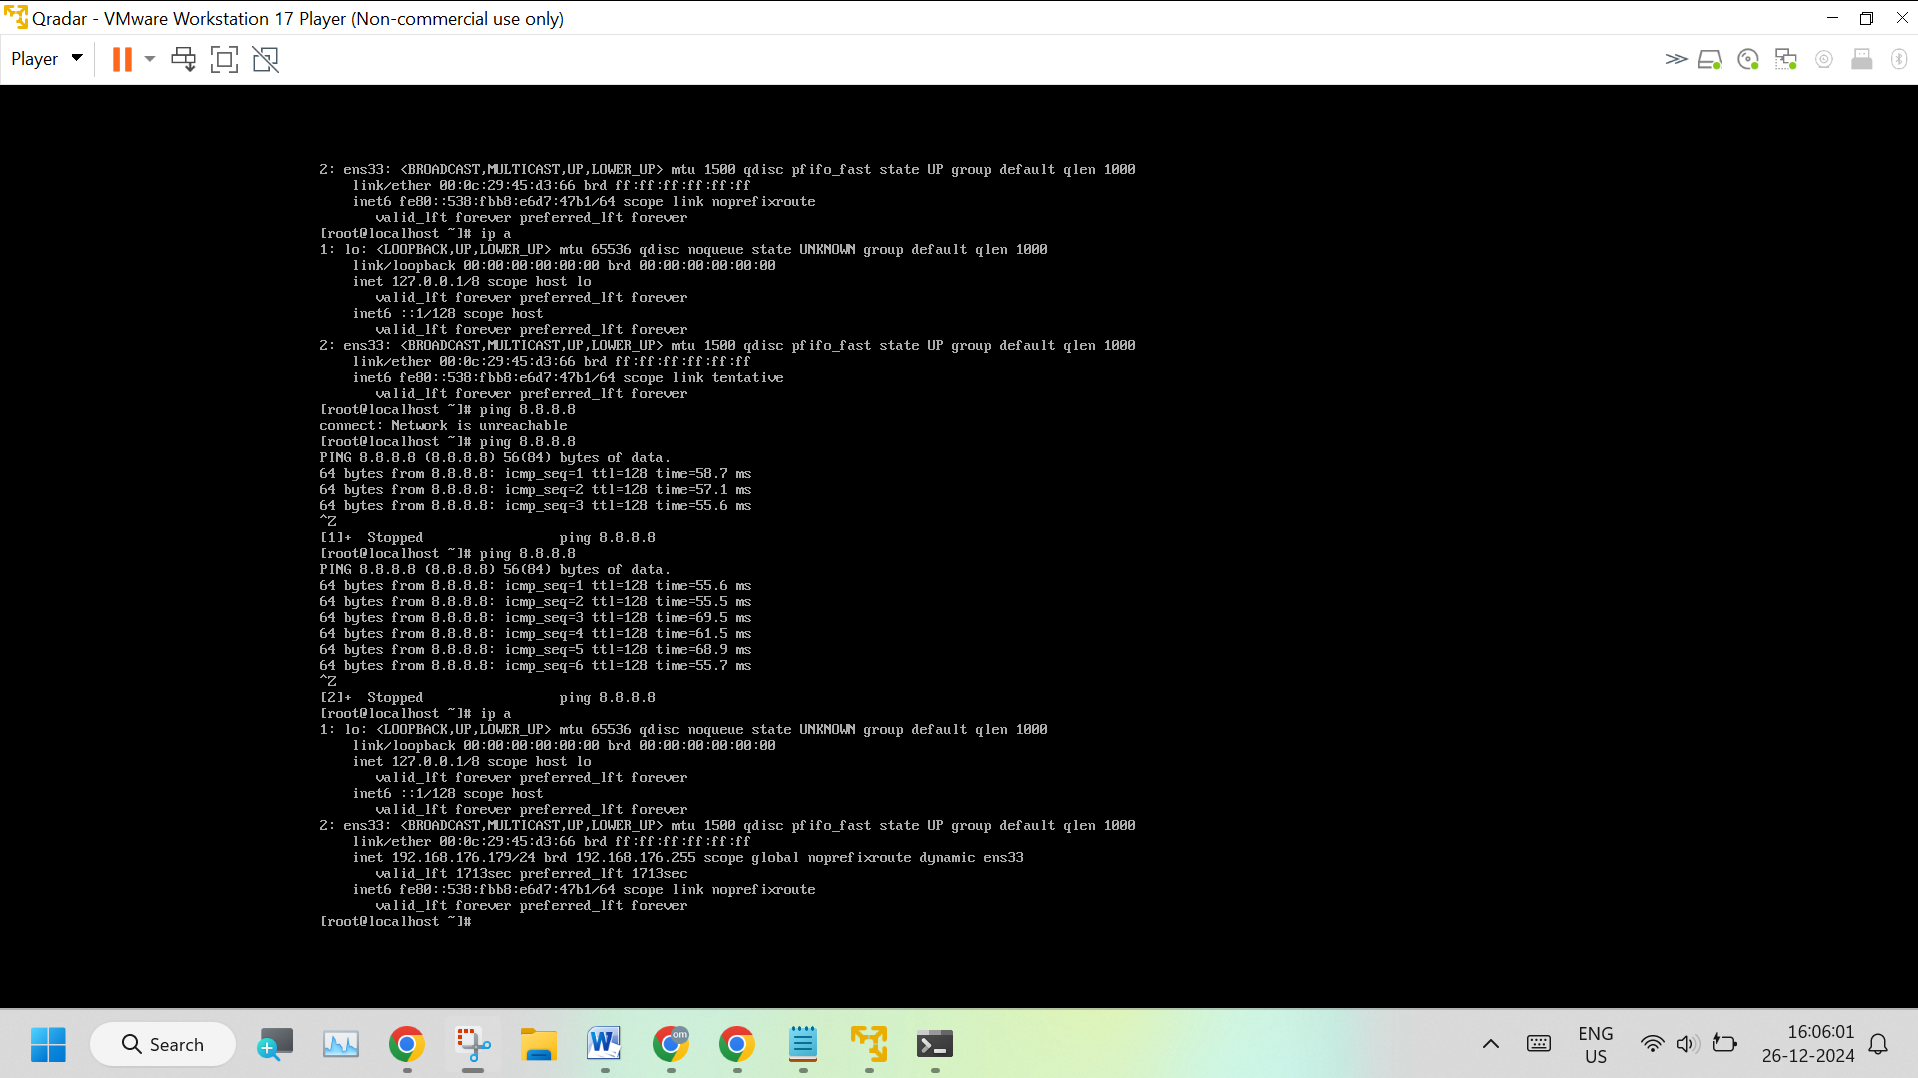 Qradar - VMware Workstation 17 Player (Non-commercial use only)
Player
2: ens33: <BROADCAST,MULTICAST,UP,LOWER_UP> mtu 1500 qdisc pfifo_fast state UP group default qlen 1000
link/ether 00:0c:29:45:d3:66 brd ff:ff:ff:ff:ff:ff
inet6 fe80::538:fbb8:e6d7:47b1/64 scope link noprefixroute
valid_lft forever preferred_lft forever
[root@localhost ~]# ip a
1: lo: <LOOPBACK,UP,LOWER_UP> mtu 65536 qdisc noqueue state UNKNOWN group default qlen 1000
link/loopback 00:00:00:00:00:00 brd 00:00:00:00:00:00
inet 127.0.0.1/8 scope host lo
valid_lft forever preferred_lft forever
inet6 ::1/128 scope host
valid_lft forever preferred_lft forever
2: ens33: <BROADCAST,MULTICAST,UP,LOWER_UP> mtu 1500 qdisc pfifo_fast state UP group default qlen 1000
link/ether 00:0c:29:45:d3:66 brd ff:ff:ff:ff:ff:ff
inet6 fe80::538:fbb8:e6d7:47b1/64 scope link tentative
valid_lft forever preferred_lft forever
[root@localhost ~]# ping 8.8.8.8
connect: Network is unreachable
[root@localhost ~]# ping 8.8.8.8
PING 8.8.8.8 (8.8.8.8) 56(84) bytes of data.
64 bytes from 8.8.8.8: icmp_seq=1 ttl=128 time=58.7 ms
64 bytes from 8.8.8.8: icmp_seq=2 ttl=128 time=57.1 ms
64 bytes from 8.8.8.8: icmp_seq=3 ttl=128 time=55.6 ms
^Z
[1]+  Stopped                 ping 8.8.8.8
[root@localhost ~]# ping 8.8.8.8
PING 8.8.8.8 (8.8.8.8) 56(84) bytes of data.
64 bytes from 8.8.8.8: icmp_seq=1 ttl=128 time=55.6 ms
64 bytes from 8.8.8.8: icmp_seq=2 ttl=128 time=55.5 ms
64 bytes from 8.8.8.8: icmp_seq=3 ttl=128 time=69.5 ms
64 bytes from 8.8.8.8: icmp_seq=4 ttl=128 time=61.5 ms
64 bytes from 8.8.8.8: icmp_seq=5 ttl=128 time=68.9 ms
64 bytes from 8.8.8.8: icmp_seq=6 ttl=128 time=55.7 ms
^Z
[2]+  Stopped                 ping 8.8.8.8
[root@localhost ~]# ip a
1: lo: <LOOPBACK,UP,LOWER_UP> mtu 65536 qdisc noqueue state UNKNOWN group default qlen 1000
link/loopback 00:00:00:00:00:00 brd 00:00:00:00:00:00
inet 127.0.0.1/8 scope host lo
valid_lft forever preferred_lft forever
inet6 ::1/128 scope host
valid_lft forever preferred_lft forever
2: ens33: <BROADCAST,MULTICAST,UP,LOWER_UP> mtu 1500 qdisc pfifo_fast state UP group default qlen 1000
link/ether 00:0c:29:45:d3:66 brd ff:ff:ff:ff:ff:ff
inet 192.168.176.179/24 brd 192.168.176.255 scope global noprefixroute dynamic ens33
valid_lft 1713sec preferred_lft 1713sec
inet6 fe80::538:fbb8:e6d7:47b1/64 scope link noprefixroute
valid_lft forever preferred_lft forever
[root@localhost ~]#
Search
W
om
ENG
US
16:06:01
26-12-2024